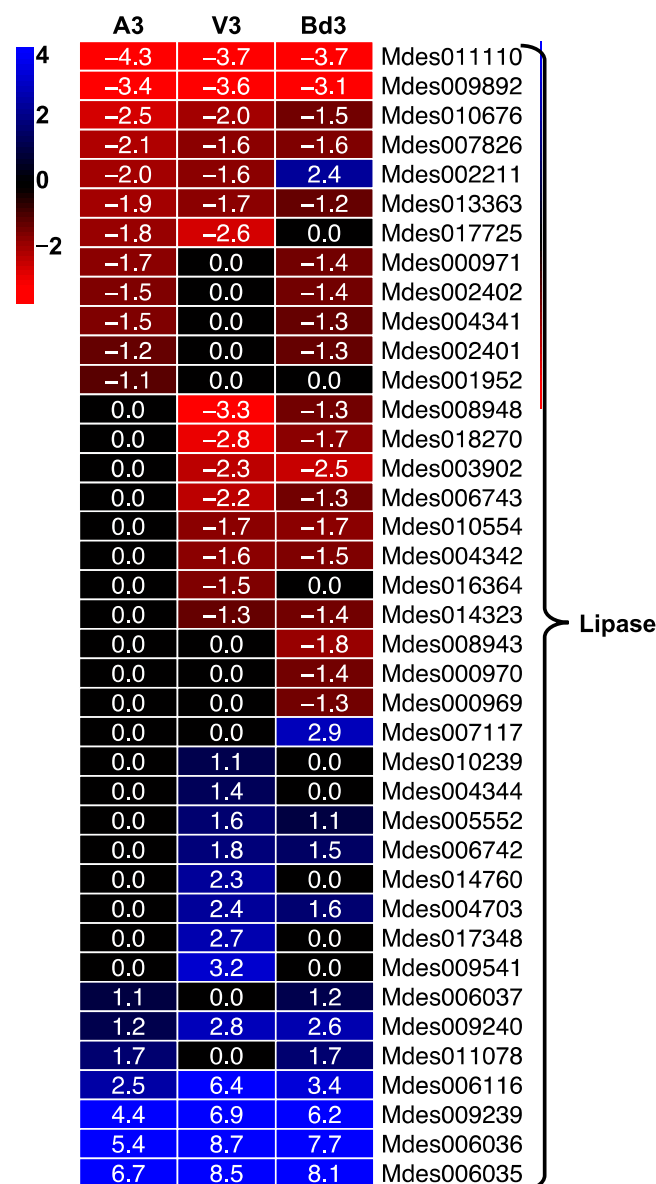 A3 V3 Bd3
4
2
0
−2
−4.3 −3.7 −3.7 Mdes011110
−3.4 −3.6 −3.1 Mdes009892
−2.5 −2.0 −1.5 Mdes010676
−2.1 −1.6 −1.6 Mdes007826
−2.0 −1.6 2.4 Mdes002211
−1.9 −1.7 −1.2 Mdes013363
−1.8 −2.6 0.0 Mdes017725
−1.7 0.0 −1.4 Mdes000971
−1.5 0.0 −1.4 Mdes002402
−1.5 0.0 −1.3 Mdes004341
−1.2 0.0 −1.3 Mdes002401
−1.1 0.0 0.0 Mdes001952
0.0 −3.3 −1.3 Mdes008948
0.0 −2.8 −1.7 Mdes018270
0.0 −2.3 −2.5 Mdes003902
0.0 −2.2 −1.3 Mdes006743
0.0 −1.7 −1.7 Mdes010554
0.0 −1.6 −1.5 Mdes004342
0.0 −1.5 0.0 Mdes016364
0.0 −1.3 −1.4 Mdes014323
Lipase
0.0 0.0 −1.8 Mdes008943
0.0 0.0 −1.4 Mdes000970
0.0 0.0 −1.3 Mdes000969
0.0 0.0 2.9 Mdes007117
0.0 1.1 0.0 Mdes010239
0.0 1.4 0.0 Mdes004344
0.0 1.6 1.1 Mdes005552
0.0 1.8 1.5 Mdes006742
0.0 2.3 0.0 Mdes014760
0.0 2.4 1.6 Mdes004703
0.0 2.7 0.0 Mdes017348
0.0 3.2 0.0 Mdes009541
1.1 0.0 1.2 Mdes006037
1.2 2.8 2.6 Mdes009240
1.7 0.0 1.7 Mdes011078
2.5 6.4 3.4 Mdes006116
4.4 6.9 6.2 Mdes009239
5.4 8.7 7.7 Mdes006036
6.7 8.5 8.1 Mdes006035